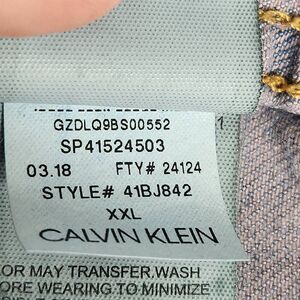 GZDLQ9BS00552
SP41524503
03.18 FTY# 24124
STYLE# 41BJ842
XXL
CALVIN KLEIN
OR MAY TRANSFER.WASH
ORE WEARING TO MINIMIZE